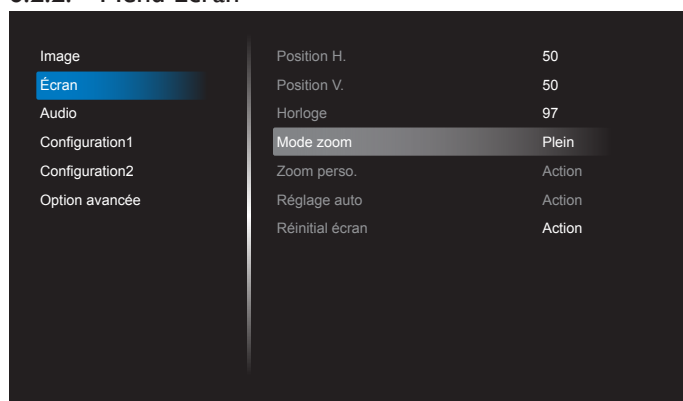 Image
Écran
Audio
Configuration1
Configuration2
Option avancée
Position H. 50
Position V. 50
Horloge 97
Mode zoom Plein
Zoom perso. Action
Réglage auto Action
Réinitial écran Action